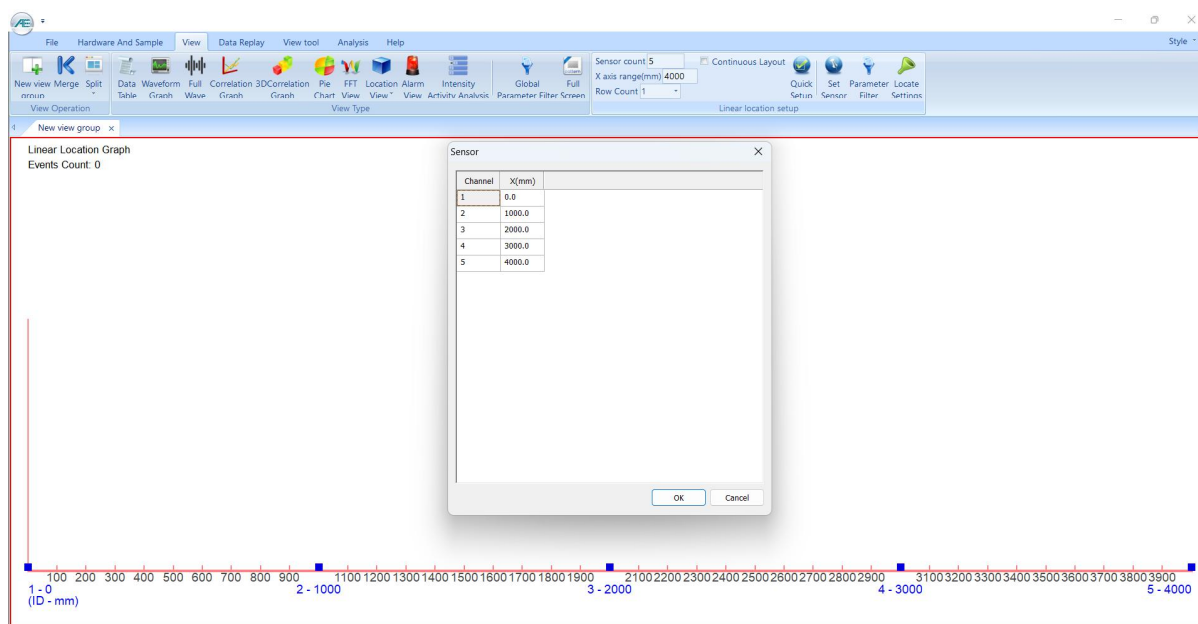 File Hardware And Sample View Data Replay View tool Analysis Help Style
New view group Merge Split Data Table Waveform Graph Full Wave Correlation Graph 3DCorrelation Graph Pie Chart FFT View Location View Alarm View Intensity Activity Analysis Global Parameter Filter Full Screen
Sensor count 5 Continuous Layout
X axis range(mm) 4000
Row Count 1
Quick Setup Set Sensor Parameter Filter Locate Settings
View Operation View Type Linear location setup
New view group x
Linear Location Graph
Events Count: 0
Sensor
Channel X(mm)
1 0.0
2 1000.0
3 2000.0
4 3000.0
5 4000.0
OK Cancel
100 200 300 400 500 600 700 800 900 1100 1200 1300 1400 1500 1600 1700 1800 1900 2100 2200 2300 2400 2500 2600 2700 2800 2900 3100 3200 3300 3400 3500 3600 3700 3800 3900
1 - 0 2 - 1000 3 - 2000 4 - 3000 5 - 4000
(ID - mm)